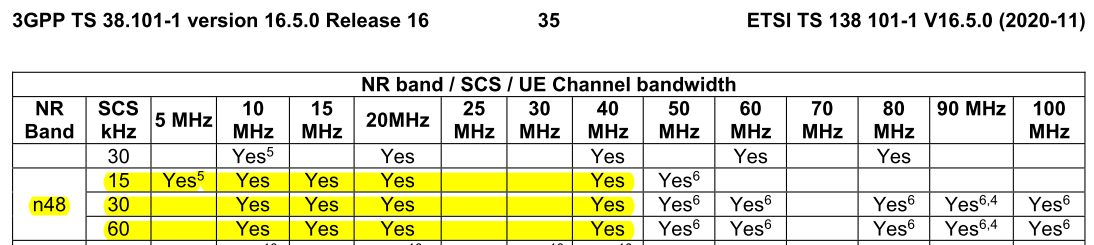 3GPP TS 38.101-1 version 16.5.0 Release 16 35 ETSI TS 138 101-1 V16.5.0 (2020-11)
NR band / SCS / UE Channel bandwidth
NR Band SCS kHz 5 MHz 10 MHz 15 MHz 20MHz 25 MHz 30 MHz 40 MHz 50 MHz 60 MHz 70 MHz 80 MHz 90 MHz 100 MHz
30 Yes⁵ Yes Yes Yes Yes
15 Yes⁵ Yes Yes Yes Yes Yes⁶
n48 30 Yes Yes Yes Yes Yes⁶ Yes⁶ Yes⁶ Yes⁶,⁴ Yes⁶
60 Yes Yes Yes Yes Yes⁶ Yes⁶ Yes⁶ Yes⁶,⁴ Yes⁶